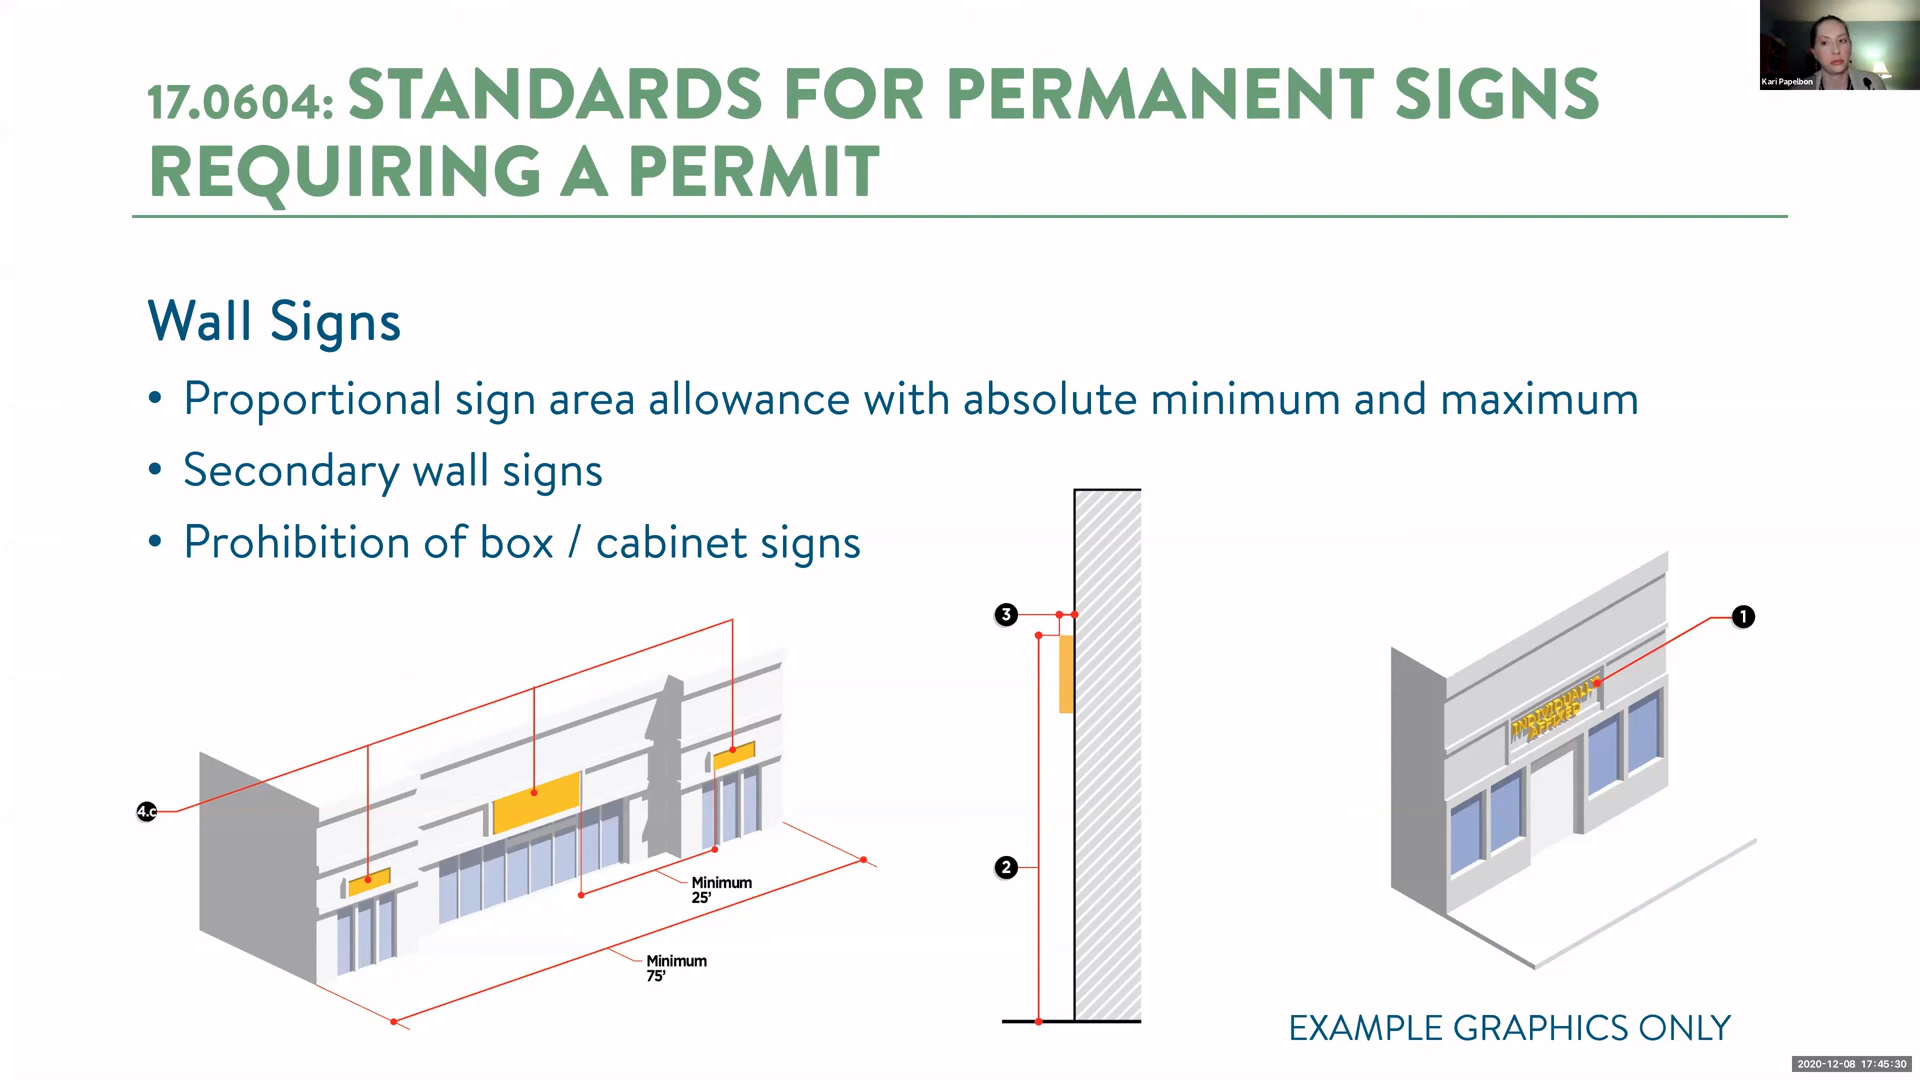 17.0604: STANDARDS FOR PERMANENT SIGNS
REQUIRING A PERMIT
Kari Papelbon
Wall Signs
• Proportional sign area allowance with absolute minimum and maximum
• Secondary wall signs
• Prohibition of box / cabinet signs
4.c
Minimum
25'
Minimum
75'
3
2
1
INDIVIDUALLY
AFFIXED
EXAMPLE GRAPHICS ONLY
2020-12-08 17:45:30